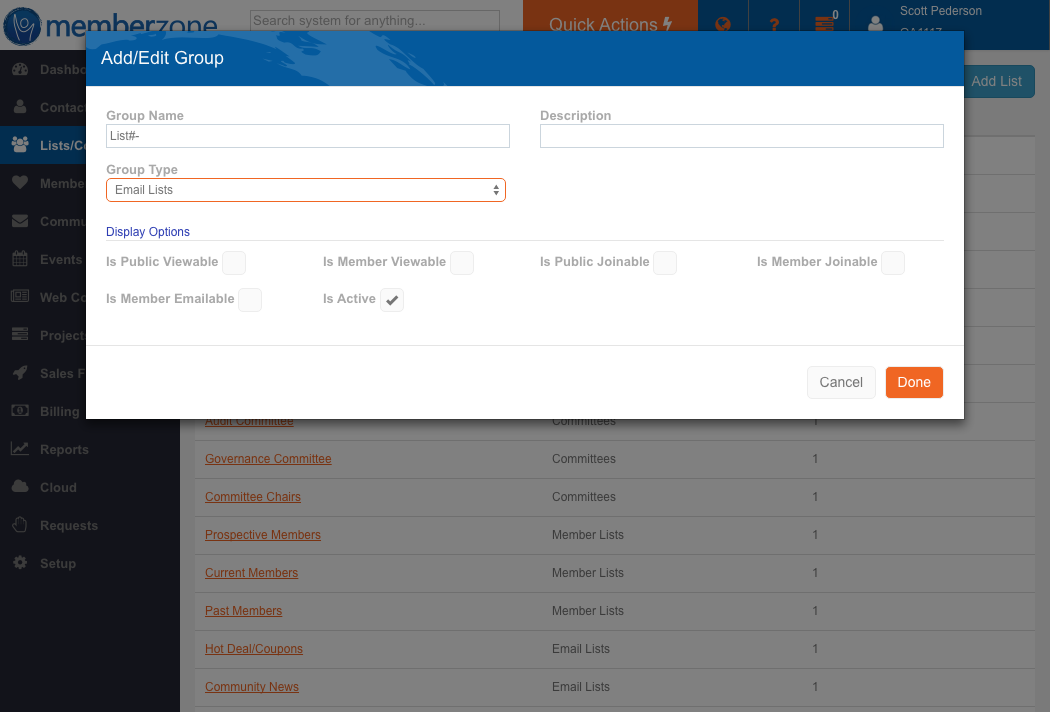 memberzone
Search system for anything...
Quick Actions
?
0
Scott Pederson
Add/Edit Group
Add List
Group Name
Description
List#-
Group Type
Email Lists
Display Options
Is Public Viewable
Is Member Viewable
Is Public Joinable
Is Member Joinable
Is Member Emailable
Is Active
Cancel
Done
Dashbo
Contac
Lists/Co
Membe
Commu
Events
Web Co
Project
Sales F
Billing
Reports
Cloud
Requests
Setup
Audit Committee Committees 1
Governance Committee Committees 1
Committee Chairs Committees 1
Prospective Members Member Lists 1
Current Members Member Lists 1
Past Members Member Lists 1
Hot Deal/Coupons Email Lists 1
Community News Email Lists 1